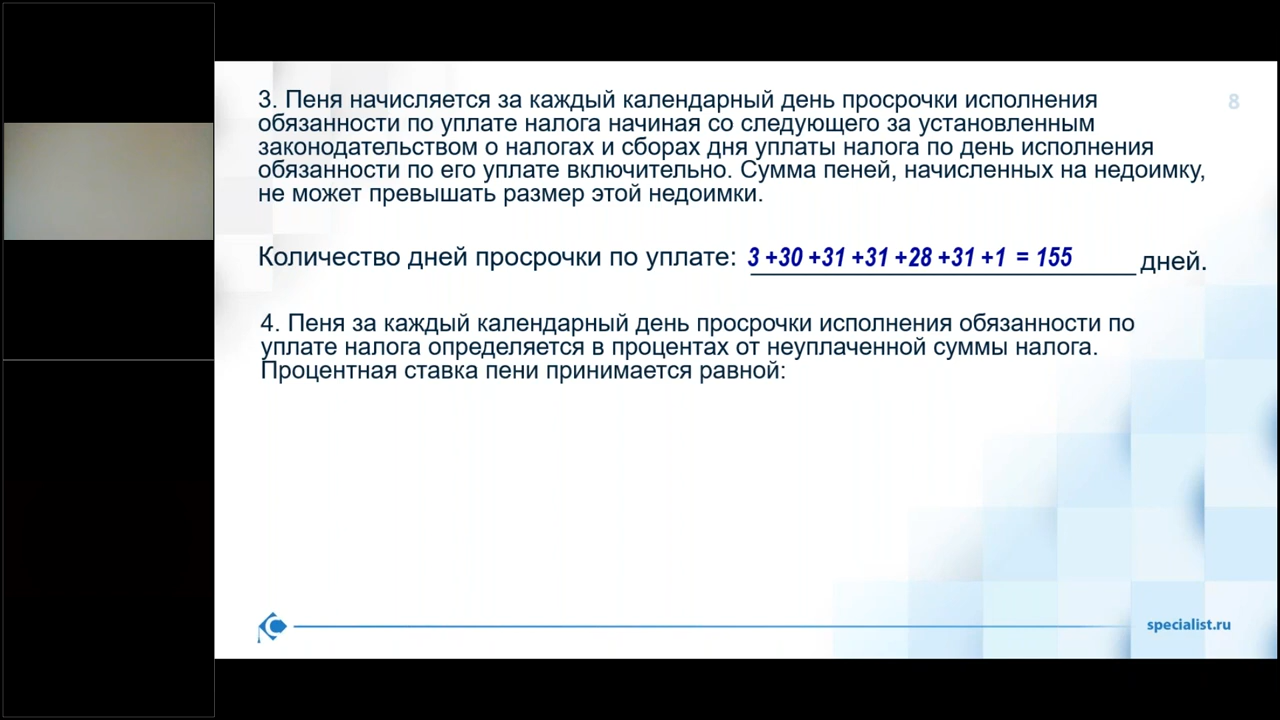 8
3. Пеня начисляется за каждый календарный день просрочки исполнения
обязанности по уплате налога начиная со следующего за установленным
законодательством о налогах и сборах дня уплаты налога по день исполнения
обязанности по его уплате включительно. Сумма пеней, начисленных на недоимку,
не может превышать размер этой недоимки.
Количество дней просрочки по уплате: 3 +30 +31 +31 +28 +31 +1 = 155 дней.
4. Пеня за каждый календарный день просрочки исполнения обязанности по
уплате налога определяется в процентах от неуплаченной суммы налога.
Процентная ставка пени принимается равной:
specialist.ru